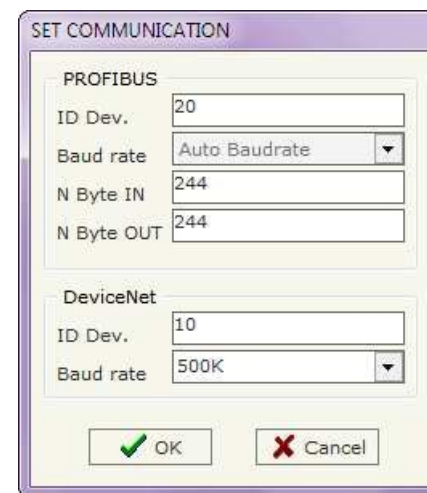 SET COMMUNICATION
PROFIBUS
ID Dev. 20
Baud rate Auto Baudrate
N Byte IN 244
N Byte OUT 244
DeviceNet
ID Dev. 10
Baud rate 500K
OK Cancel